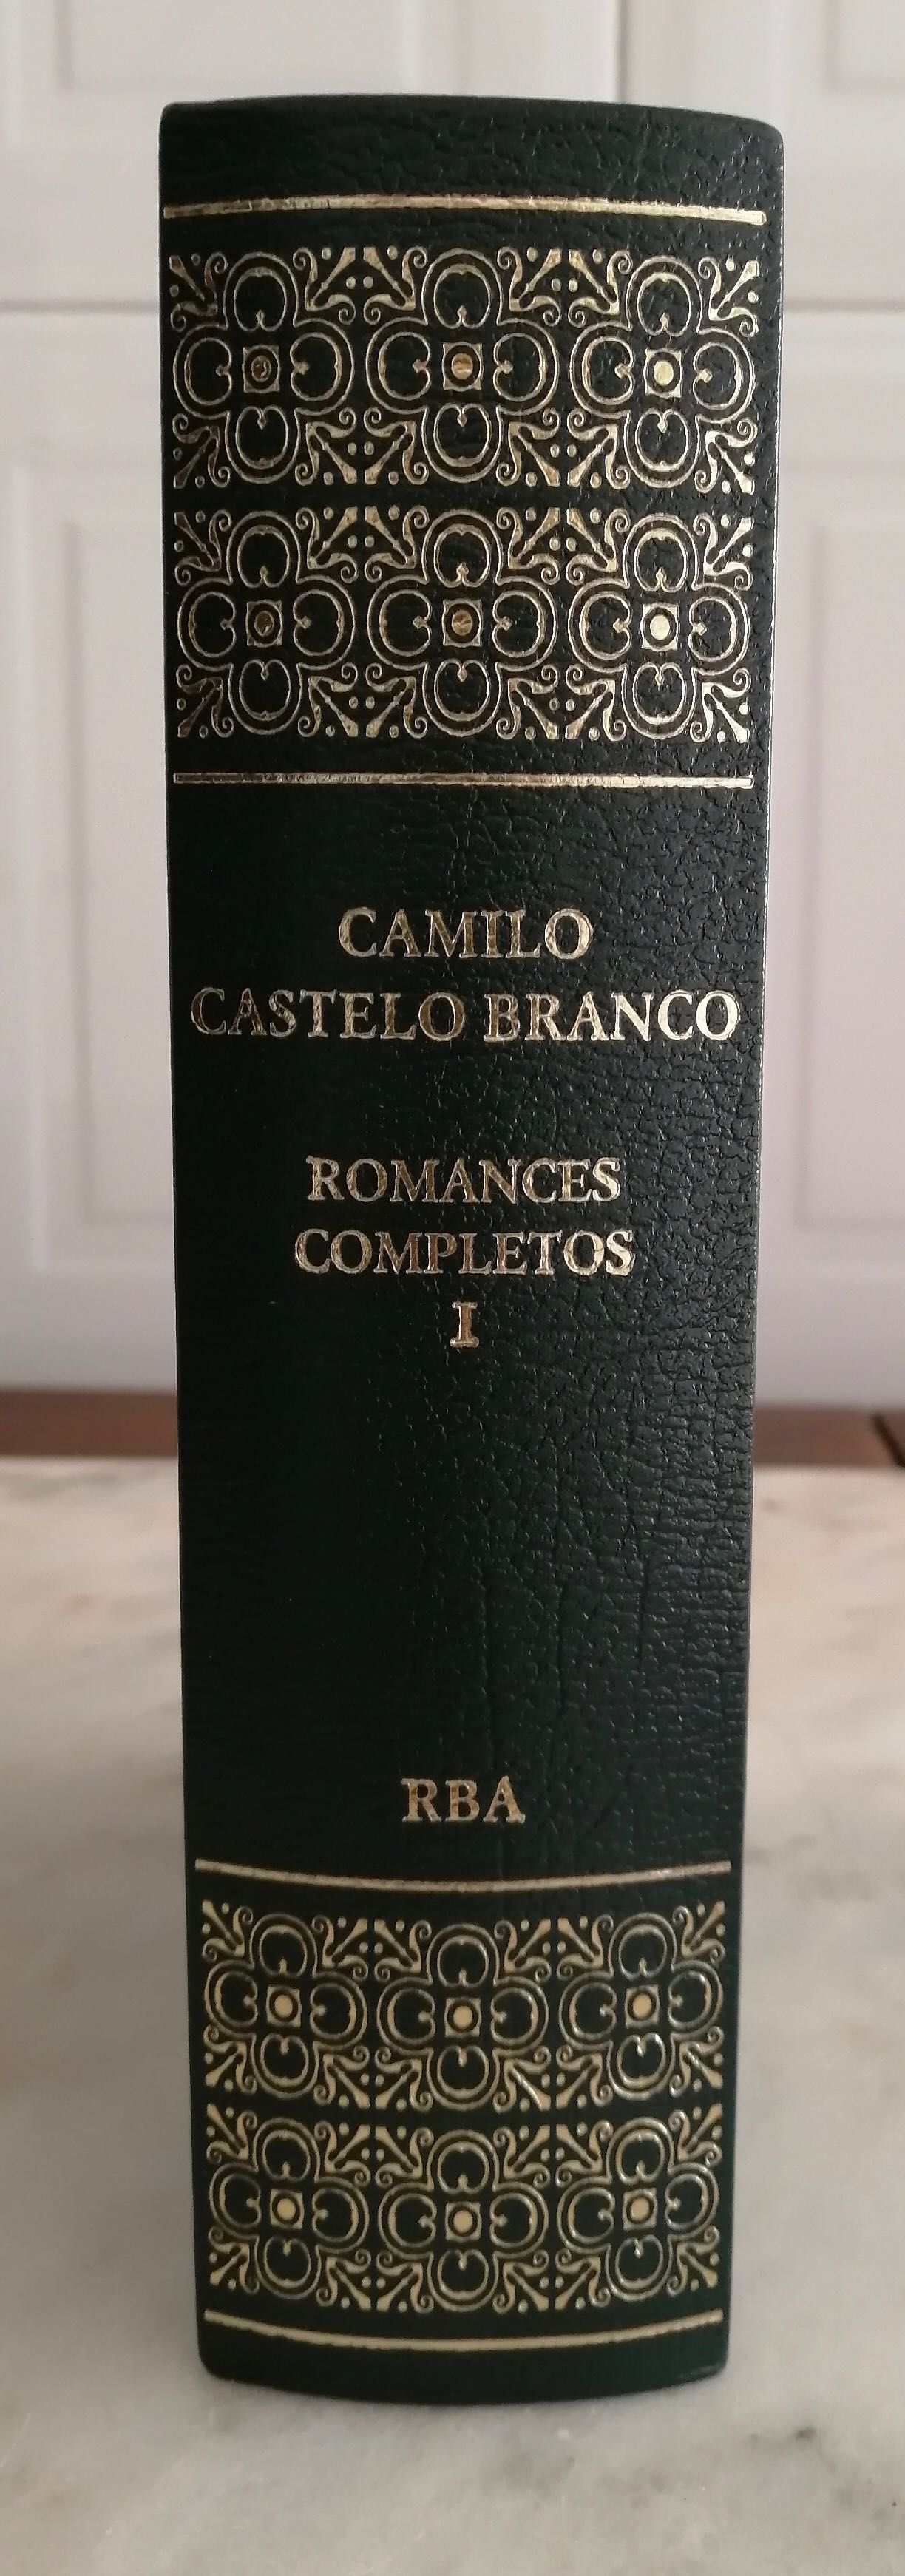 CAMILO
CASTELO BRANCO
ROMANCES
COMPLETOS
I
RBA